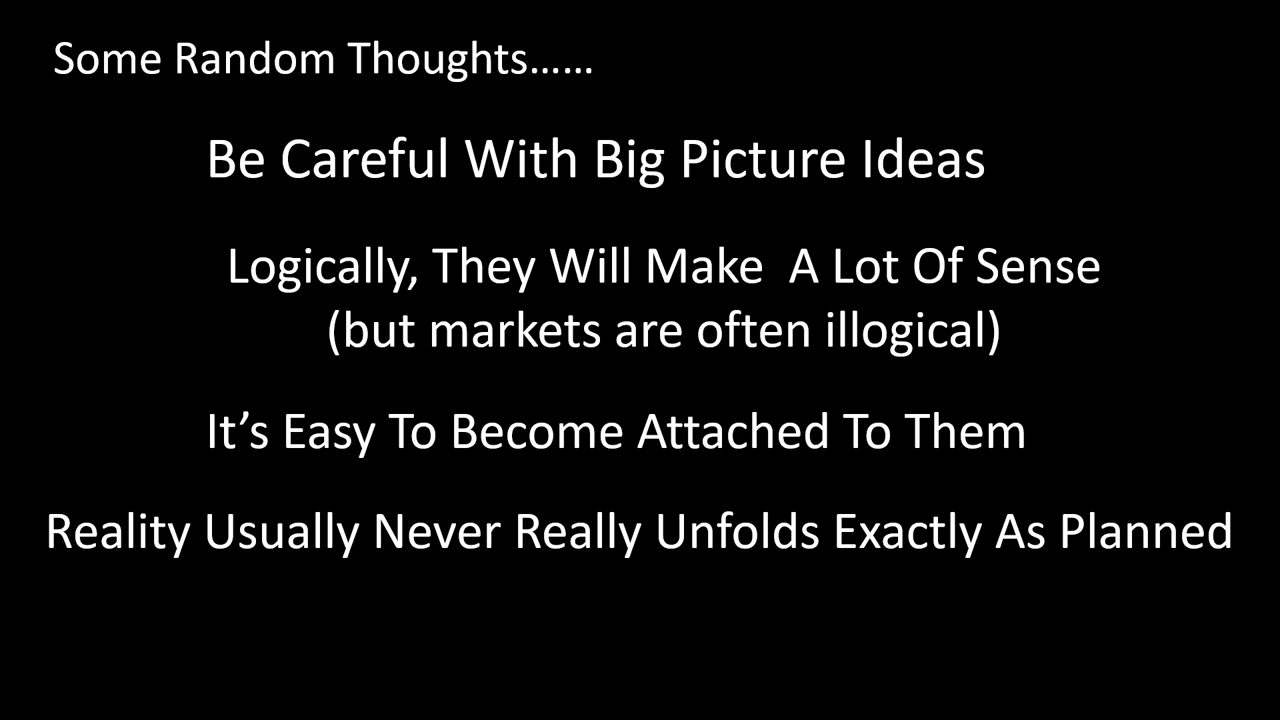 Some Random Thoughts……
Be Careful With Big Picture Ideas
Logically, They Will Make  A Lot Of Sense
(but markets are often illogical)
It’s Easy To Become Attached To Them
Reality Usually Never Really Unfolds Exactly As Planned